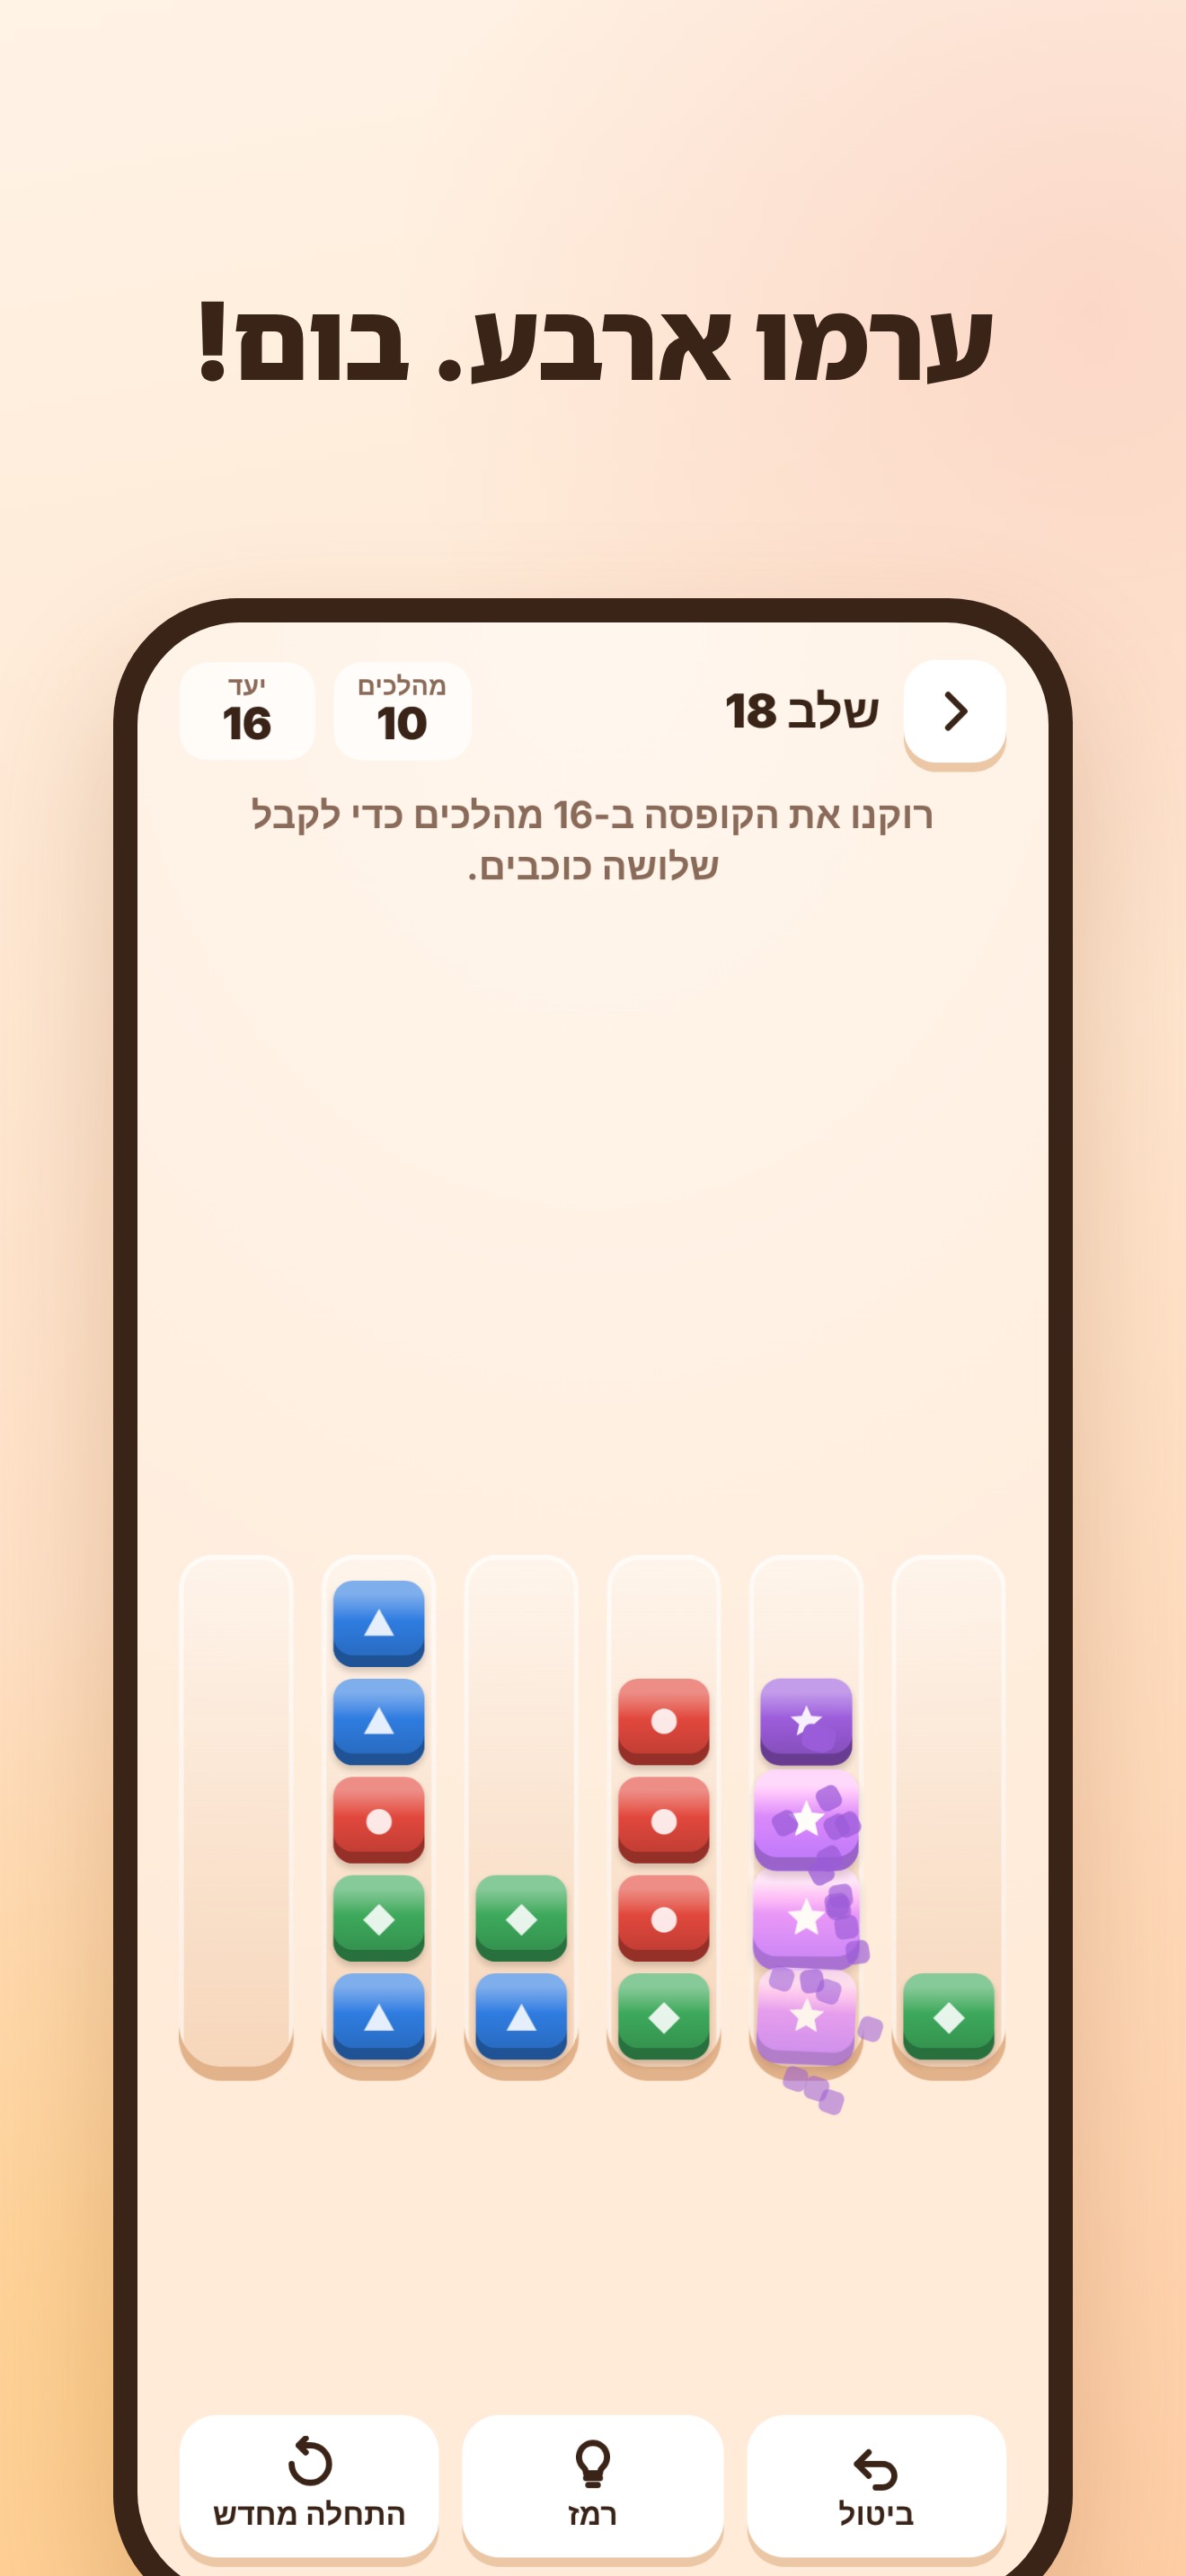 ערמו ארבע. בום!
שלב 18
מהלכים
10
יעד
16
רוקנו את הקופסה ב-16 מהלכים כדי לקבל
שלושה כוכבים.
ביטול
רמז
התחלה מחדש